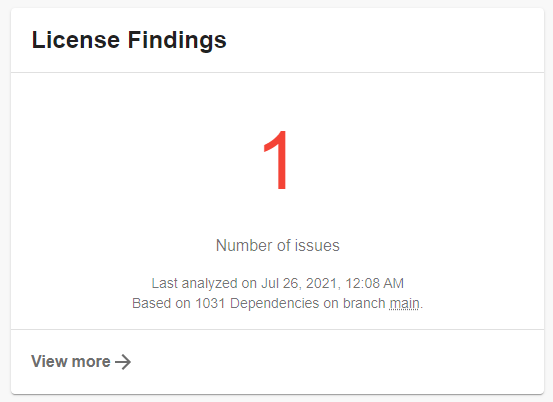 License Findings
1
Number of issues
Last analyzed on Jul 26, 2021, 12:08 AM
Based on 1031 Dependencies on branch main.
View more